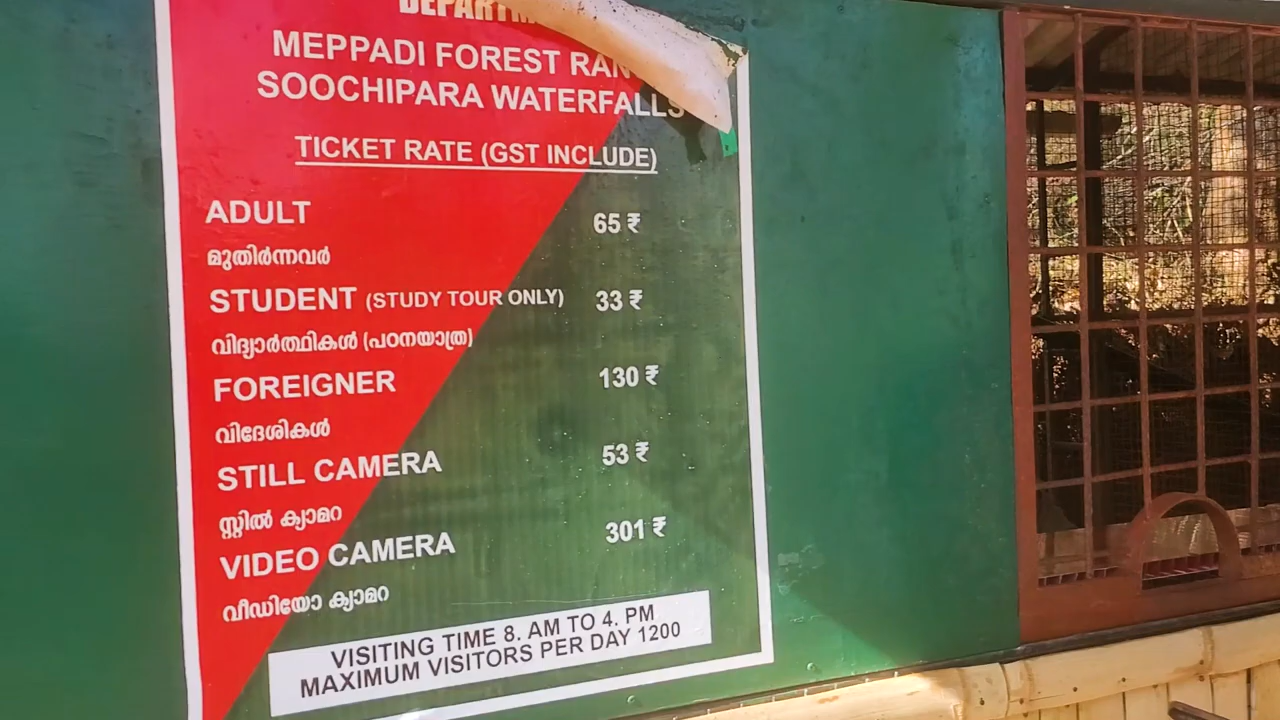 MEPPADI FOREST
SOOCHIPARA WATERFALLS
TICKET RATE (GST INCLUDE)
ADULT 65 ₹
മുതിർന്നവർ
STUDENT (STUDY TOUR ONLY) 33 ₹
വിദ്യാർത്ഥികൾ (പഠനയാത്ര)
FOREIGNER 130 ₹
വിദേശികൾ
STILL CAMERA 53 ₹
സ്റ്റിൽ ക്യാമറ
VIDEO CAMERA 301 ₹
വീഡിയോ ക്യാമറ
VISITING TIME 8. AM TO 4. PM
MAXIMUM VISITORS PER DAY 1200